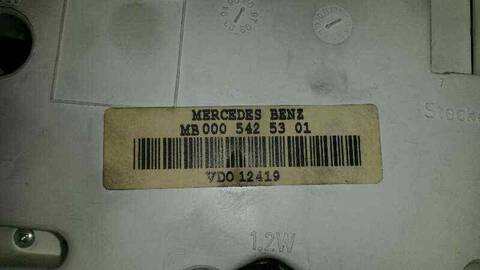 MERCEDES BENZ
MB 000 542 53 01
VDO 12419
1.2W